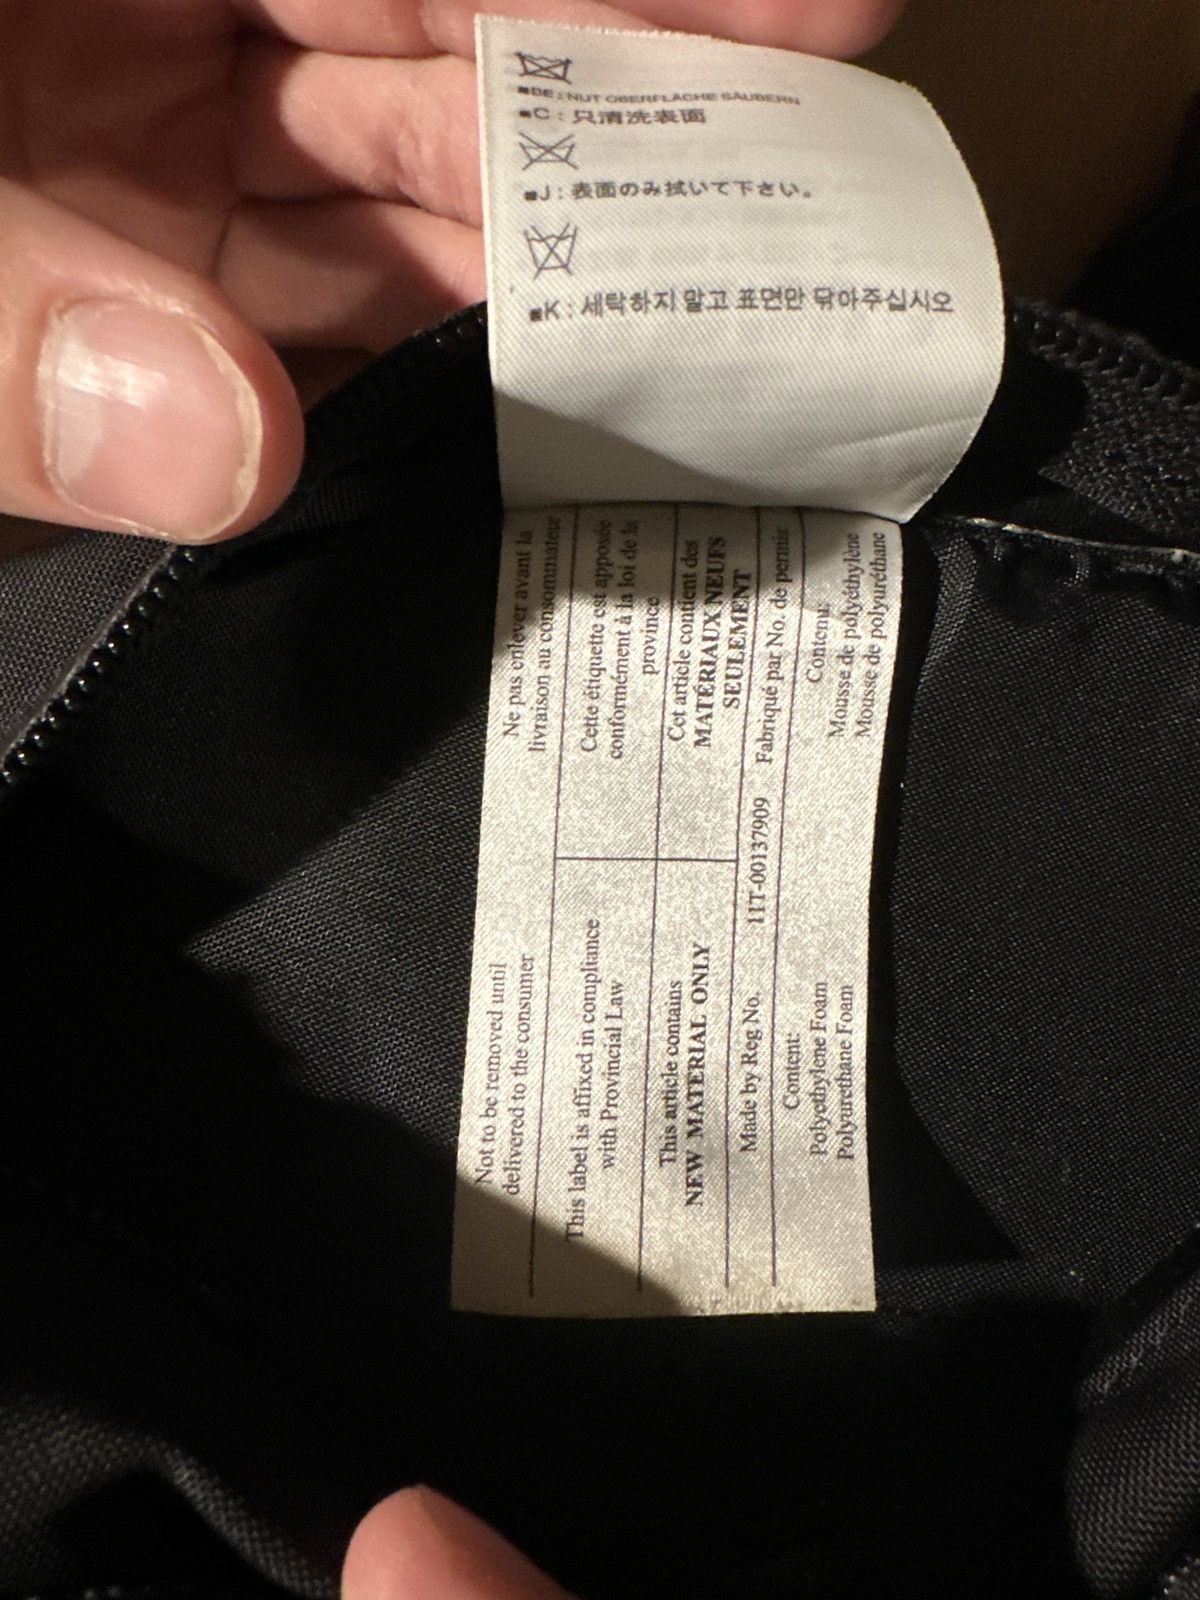 ■DE : NUT OBERFLACHE SAUBERN
■C : 只清洗表面
■J : 表面のみ拭いて下さい。
■K : 세탁하지 말고 표면만 닦아주십시오
Not to be removed until
delivered to the consumer
Ne pas enlever avant la
livraison au consommateur
This label is affixed in compliance
with Provincial Law
Cette étiquette est apposée
conformément à la loi de la
province
This article contains
NEW MATERIAL ONLY
Cet article contient des
MATÉRIAUX NEUFS
SEULEMENT
Made by Reg No. 11T-00137909 Fabriqué par No. de permis
Content:
Polyethylene Foam
Polyurethane Foam
Contenu:
Mousse de polyéthylène
Mousse de polyuréthane